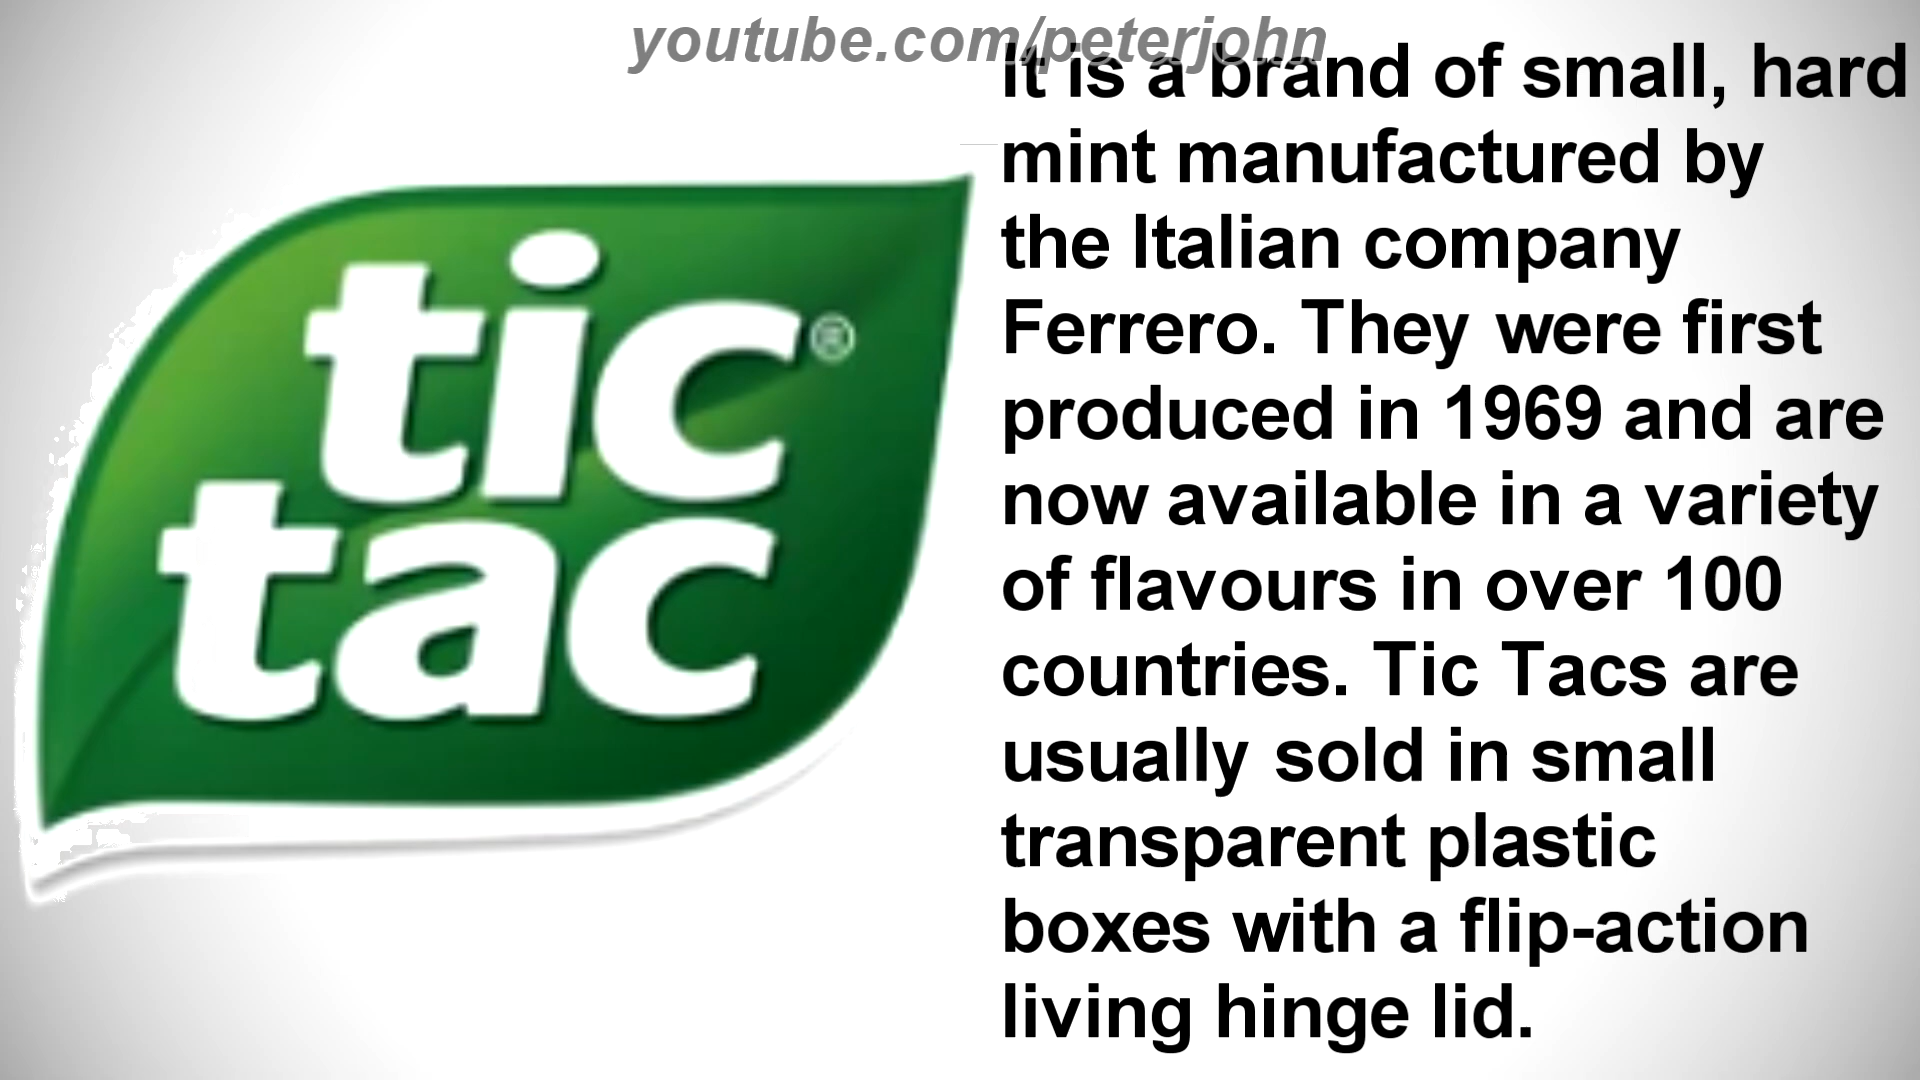 youtube.com/peterjohn
tic®
tac
It is a brand of small, hard
mint manufactured by
the Italian company
Ferrero. They were first
produced in 1969 and are
now available in a variety
of flavours in over 100
countries. Tic Tacs are
usually sold in small
transparent plastic
boxes with a flip-action
living hinge lid.